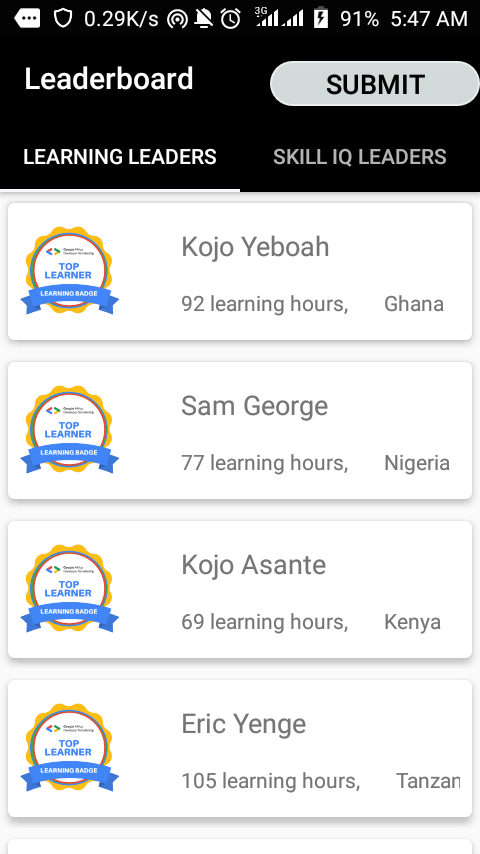 0.29K/s 3G 91% 5:47 AM
Leaderboard
SUBMIT
LEARNING LEADERS SKILL IQ LEADERS
Google Africa
Developer Scholarship
TOP
LEARNER
LEARNING BADGE
Kojo Yeboah
92 learning hours, Ghana
Google Africa
Developer Scholarship
TOP
LEARNER
LEARNING BADGE
Sam George
77 learning hours, Nigeria
Google Africa
Developer Scholarship
TOP
LEARNER
LEARNING BADGE
Kojo Asante
69 learning hours, Kenya
Google Africa
Developer Scholarship
TOP
LEARNER
LEARNING BADGE
Eric Yenge
105 learning hours, Tanzan